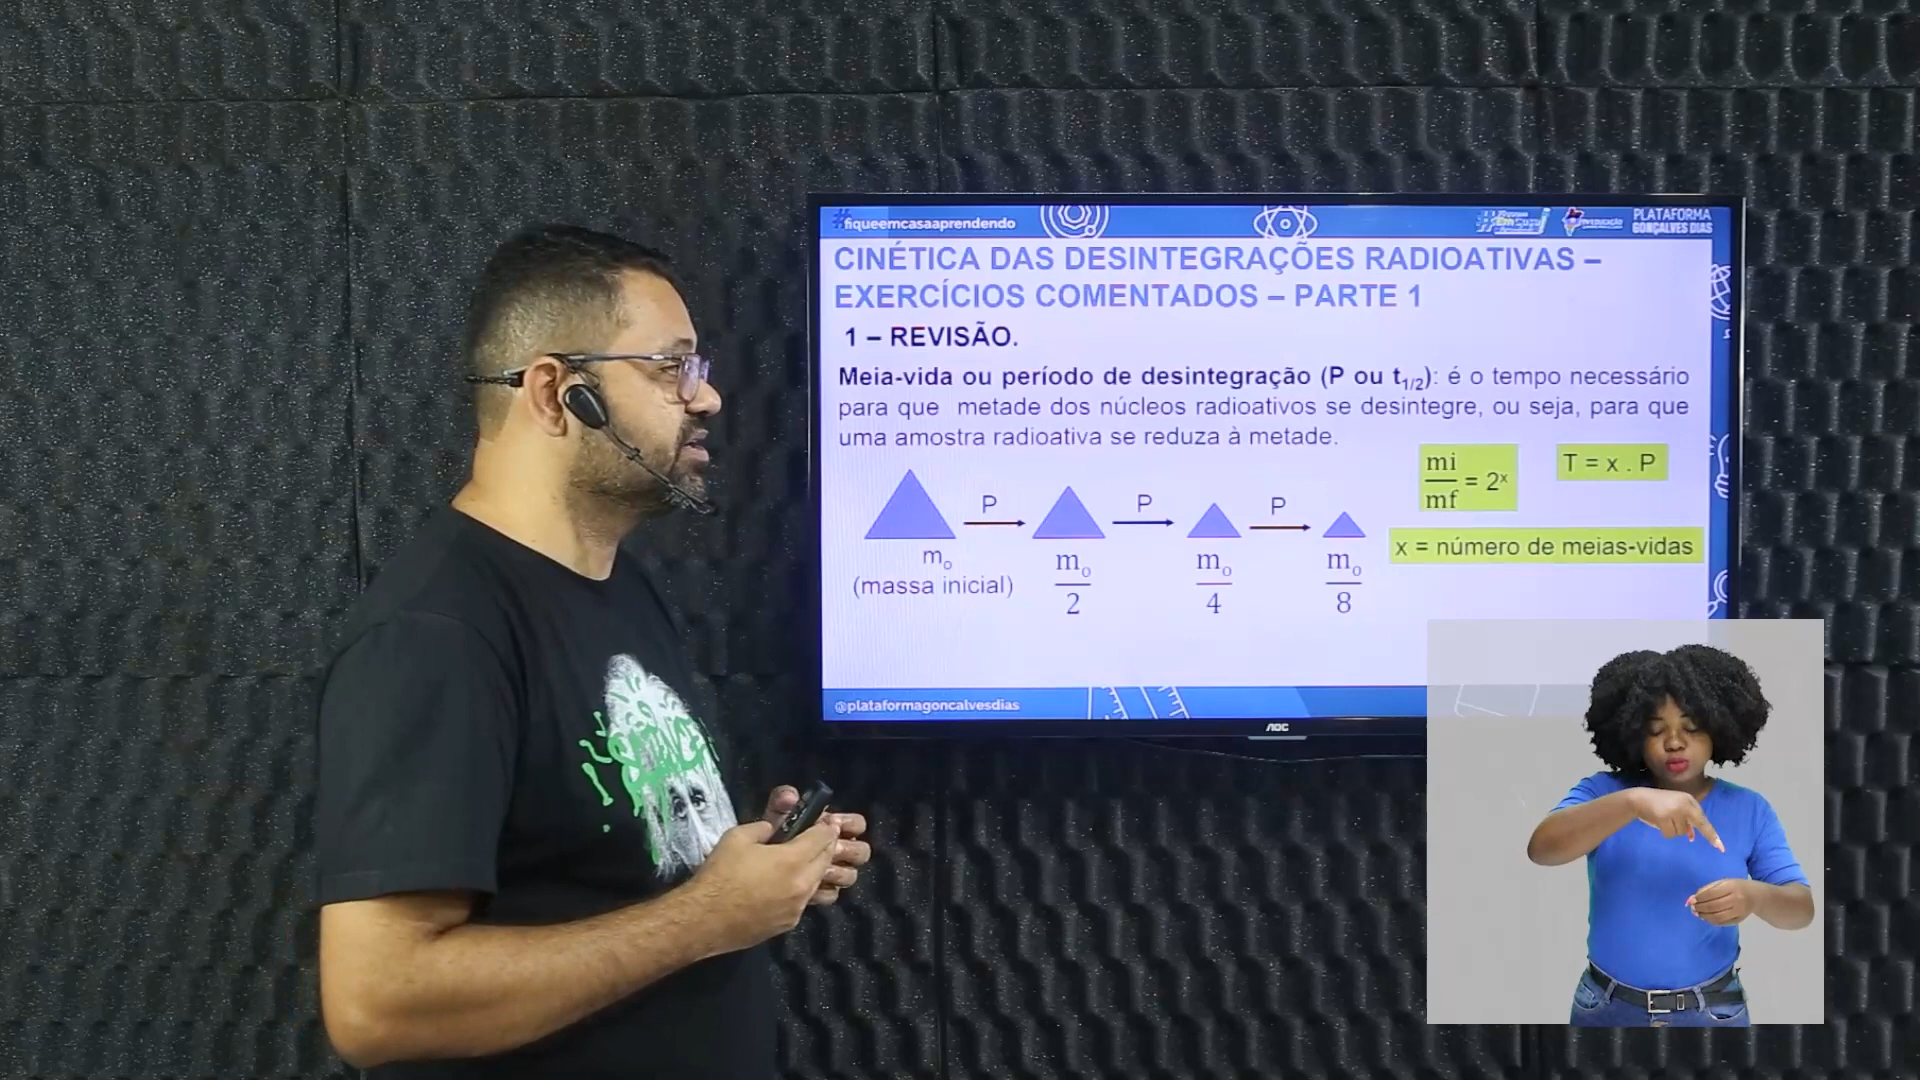 #fiqueemcasaaprendendo
PLATAFORMA
GONÇALVES DIAS
CINÉTICA DAS DESINTEGRAÇÕES RADIOATIVAS –
EXERCÍCIOS COMENTADOS – PARTE 1
1 – REVISÃO.
Meia-vida ou período de desintegração (P ou t1/2): é o tempo necessário
para que metade dos núcleos radioativos se desintegre, ou seja, para que
uma amostra radioativa se reduza à metade.
mi/mf = 2^x
T = x . P
P P P
x = número de meias-vidas
mo
(massa inicial)
mo/2 mo/4 mo/8
@plataformagoncalvesdias
AOC
SCIENCE